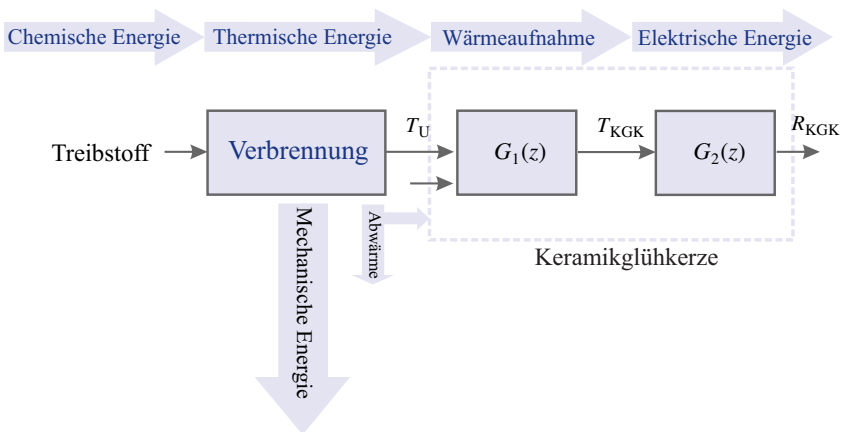 Chemische Energie
Thermische Energie
Wärmeaufnahme
Elektrische Energie
Treibstoff
Verbrennung
T_U
G_1(z)
T_KGK
G_2(z)
R_KGK
Abwärme
Mechanische Energie
Keramikglühkerze